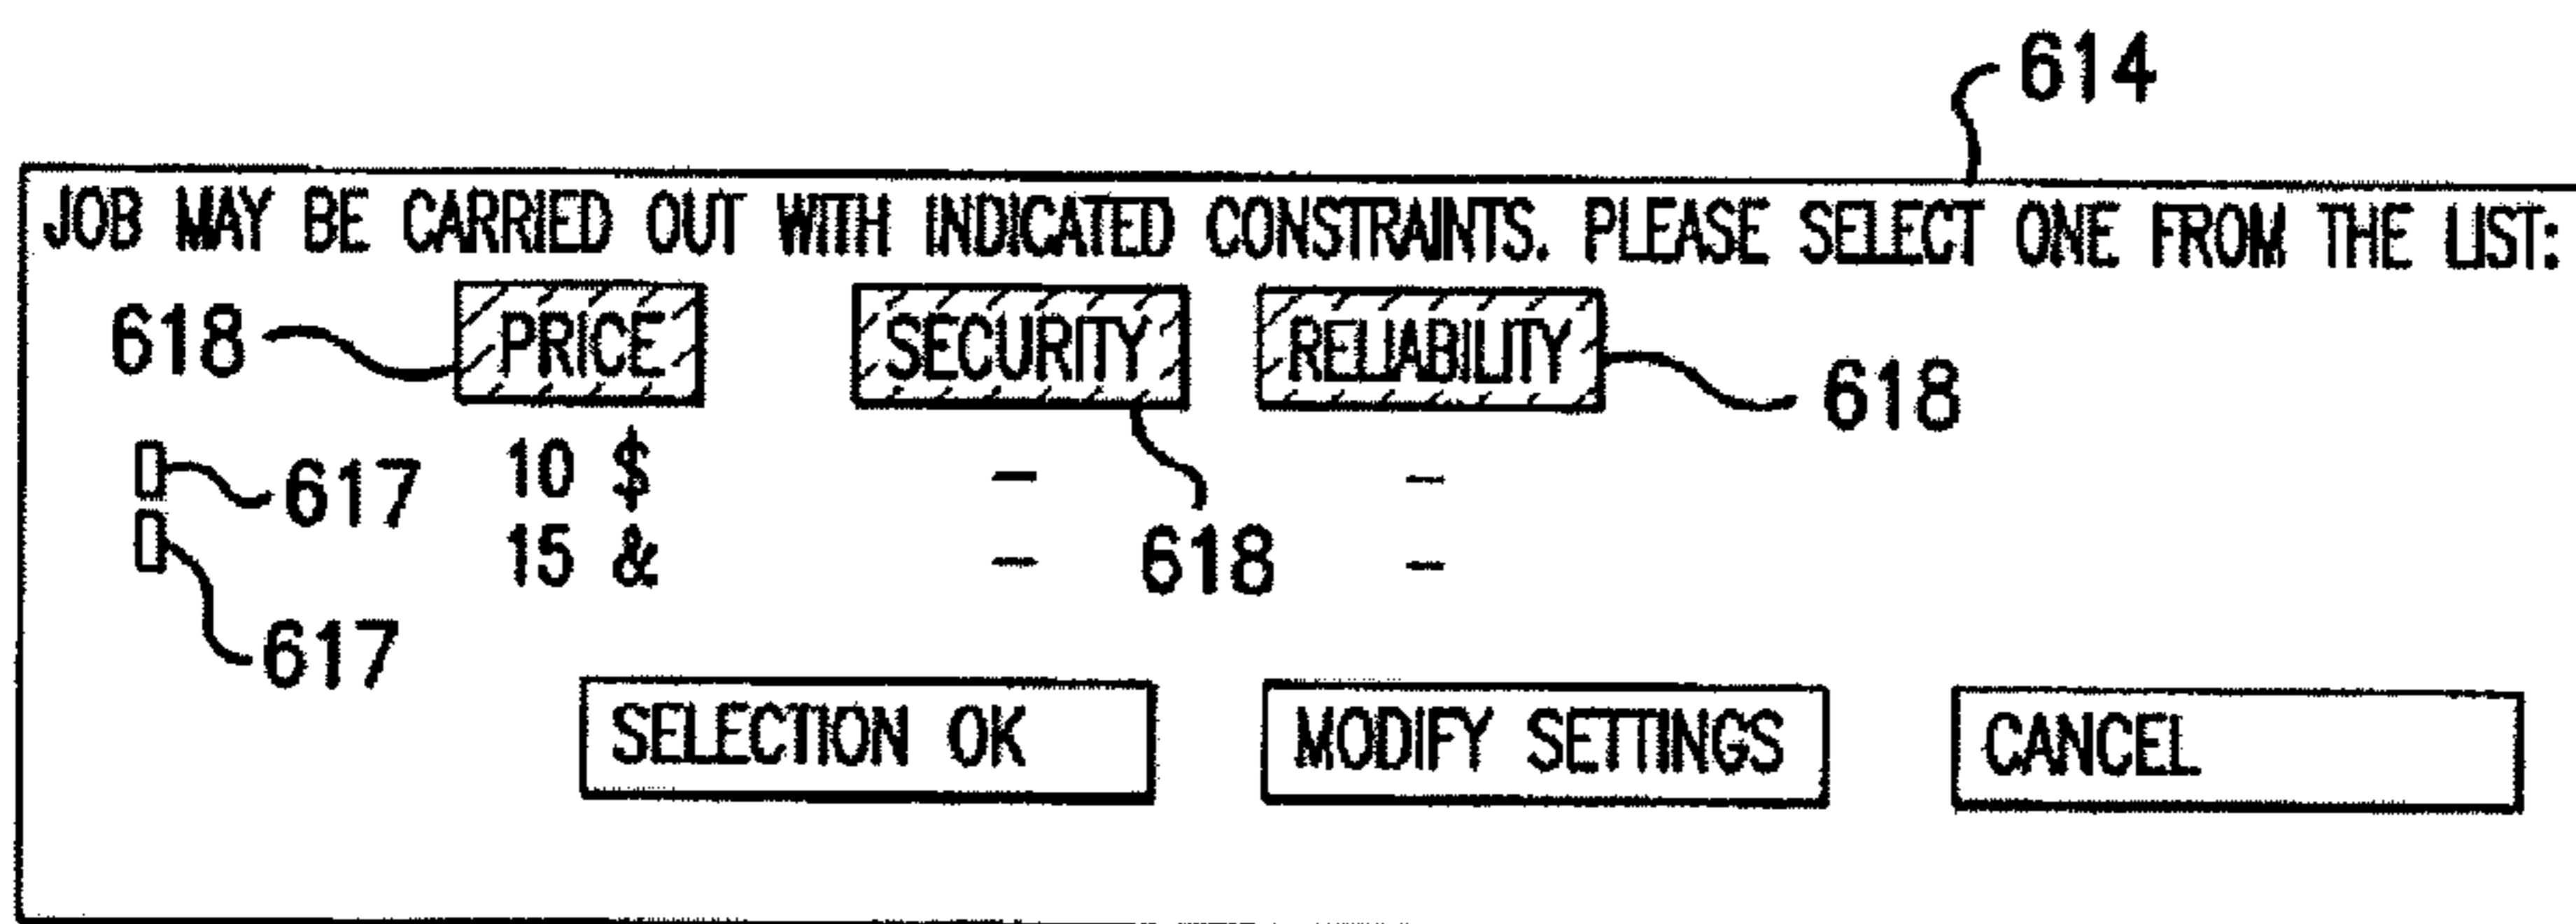 614
JOB MAY BE CARRIED OUT WITH INDICATED CONSTRAINTS. PLEASE SELECT ONE FROM THE LIST:
618 PRICE SECURITY RELIABILITY 618
617 10 $ - -
15 & - 618 -
617
SELECTION OK MODIFY SETTINGS CANCEL